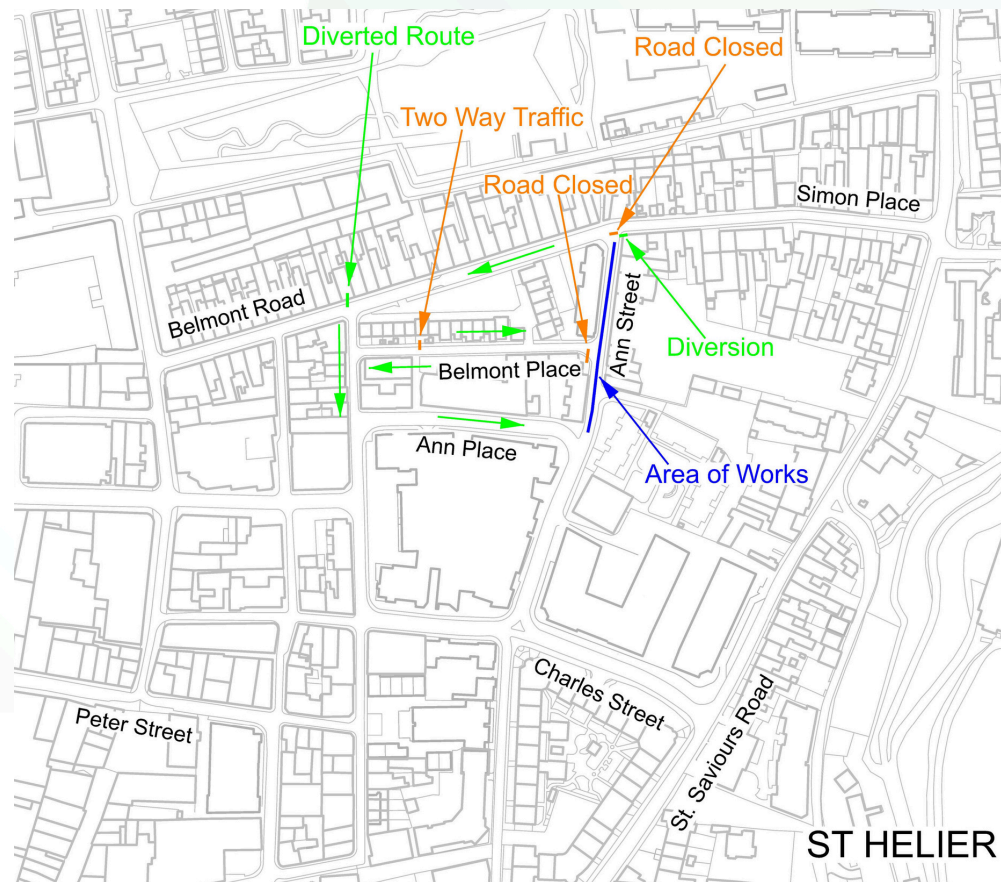 Diverted Route
Road Closed
Two Way Traffic
Road Closed
Simon Place
Belmont Road
Ann Street
Diversion
Belmont Place
Ann Place
Area of Works
Charles Street
Peter Street
St. Saviours Road
ST HELIER